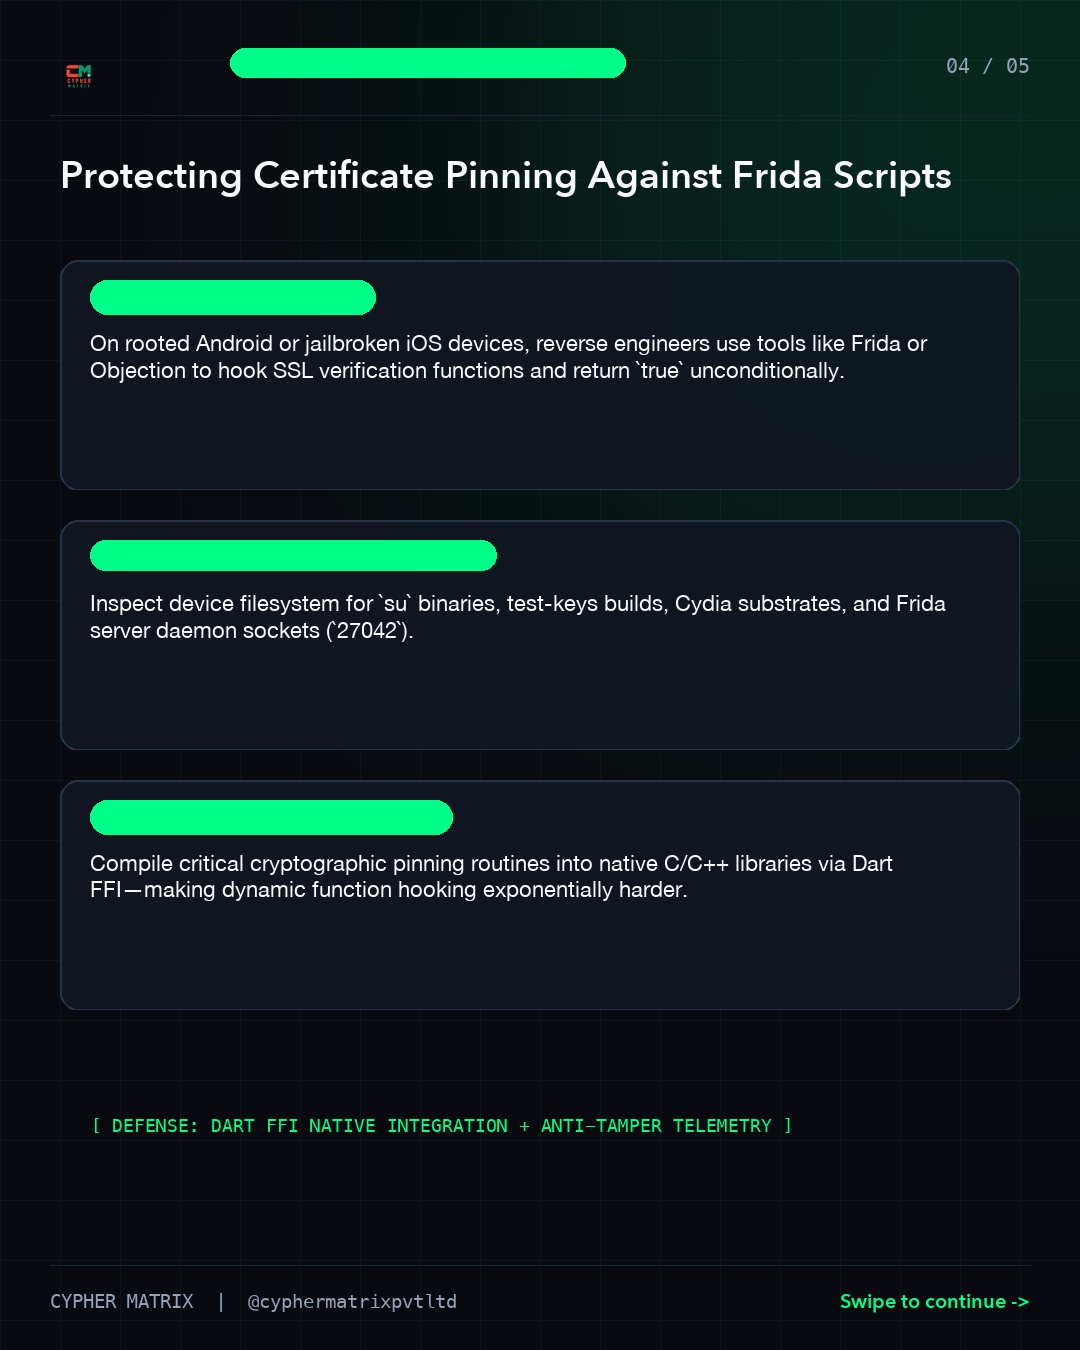 CM
CYPHER
MATRIX
04 / 05
Protecting Certificate Pinning Against Frida Scripts
On rooted Android or jailbroken iOS devices, reverse engineers use tools like Frida or
Objection to hook SSL verification functions and return `true` unconditionally.
Inspect device filesystem for `su` binaries, test-keys builds, Cydia substrates, and Frida
server daemon sockets (`27042`).
Compile critical cryptographic pinning routines into native C/C++ libraries via Dart
FFI—making dynamic function hooking exponentially harder.
[ DEFENSE: DART FFI NATIVE INTEGRATION + ANTI-TAMPER TELEMETRY ]
CYPHER MATRIX | @cyphermatrixpvtltd
Swipe to continue ->